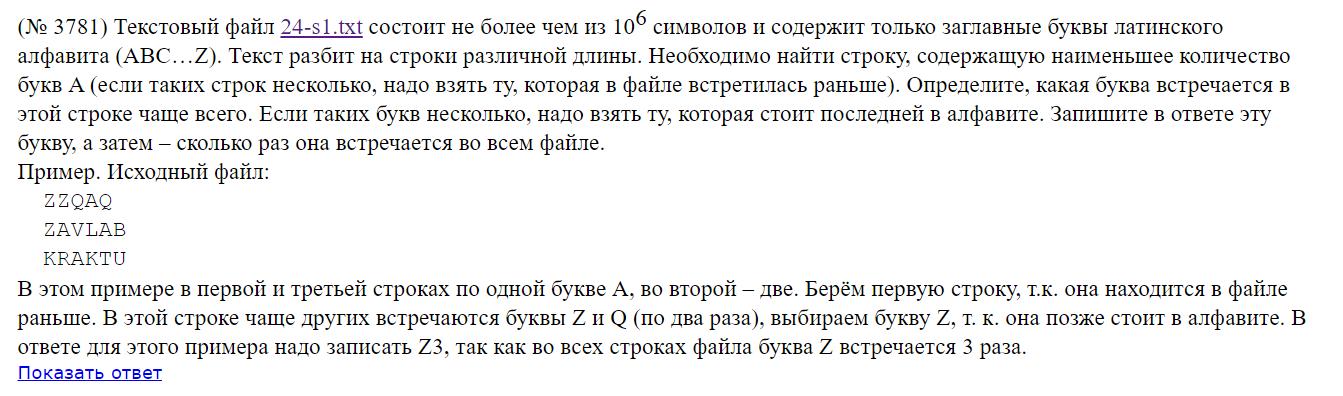 (№ 3781) Текстовый файл 24-s1.txt состоит не более чем из 10^6 символов и содержит только заглавные буквы латинского
алфавита (ABC…Z). Текст разбит на строки различной длины. Необходимо найти строку, содержащую наименьшее количество
букв A (если таких строк несколько, надо взять ту, которая в файле встретилась раньше). Определите, какая буква встречается в
этой строке чаще всего. Если таких букв несколько, надо взять ту, которая стоит последней в алфавите. Запишите в ответе эту
букву, а затем – сколько раз она встречается во всем файле.
Пример. Исходный файл:
ZZQAQ
ZAVLAB
KRAKTU
В этом примере в первой и третьей строках по одной букве A, во второй – две. Берём первую строку, т.к. она находится в файле
раньше. В этой строке чаще других встречаются буквы Z и Q (по два раза), выбираем букву Z, т. к. она позже стоит в алфавите. В
ответе для этого примера надо записать Z3, так как во всех строках файла буква Z встречается 3 раза.
Показать ответ